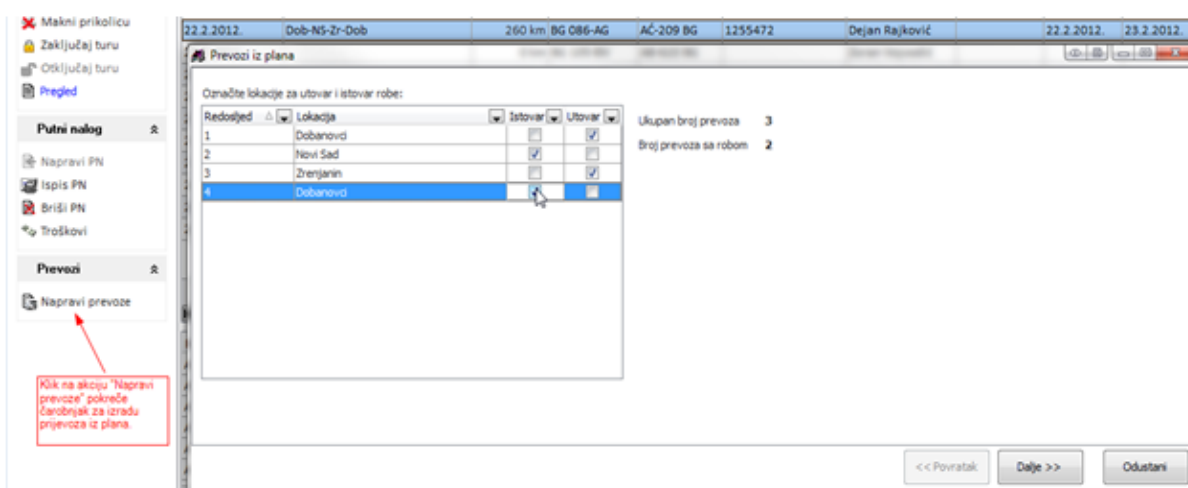 Makni prikolicu
Zaključaj turu
Otključaj turu
Pregled
Putni nalog
Napravi PN
Ispis PN
Briši PN
Troškovi
Prevozi
Napravi prevoze
Klik na akciju "Napravi
prevoze" pokreće
čarobnjak za izradu
prijevoza iz plana.
22.2.2012. Dob-NS-Zr-Dob 260 km BG 086-AG AĆ-209 BG 1255472 Dejan Rajković 22.2.2012. 23.2.2012.
Prevozi iz plana
Označite lokacije za utovar i istovar robe:
Redosljed Lokacija Istovar Utovar
1 Dobanovci
2 Novi Sad
3 Zrenjanin
4 Dobanovci
Ukupan broj prevoza 3
Broj prevoza sa robom 2
<< Povratak Dalje >> Odustani